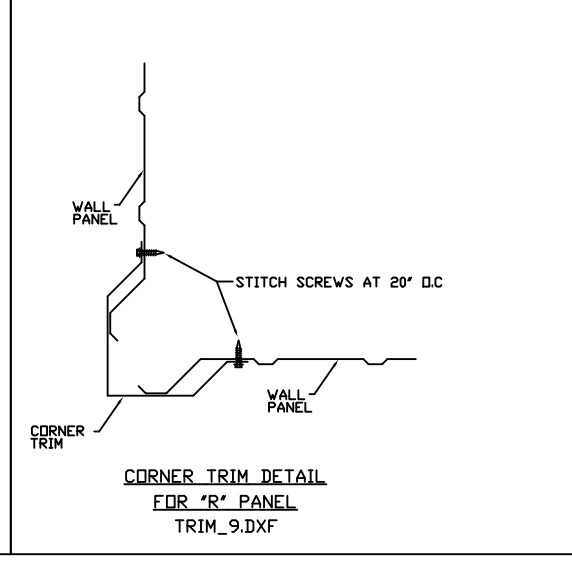 WALL
PANEL
STITCH SCREWS AT 20" O.C
WALL
PANEL
CORNER
TRIM
CORNER TRIM DETAIL
FOR "R" PANEL
TRIM_9.DXF